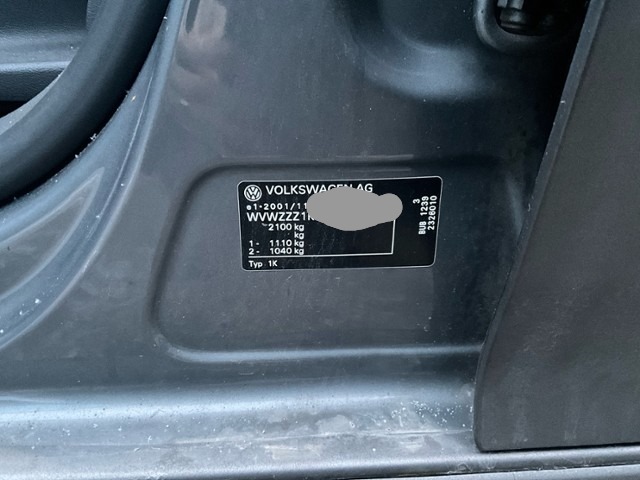 VOLKSWAGEN AG
e1-2001/11
WVWZZZ1K
2100 kg
kg
1- 1110 kg
2- 1040 kg
Typ 1K
3
BUB 1239
2326010